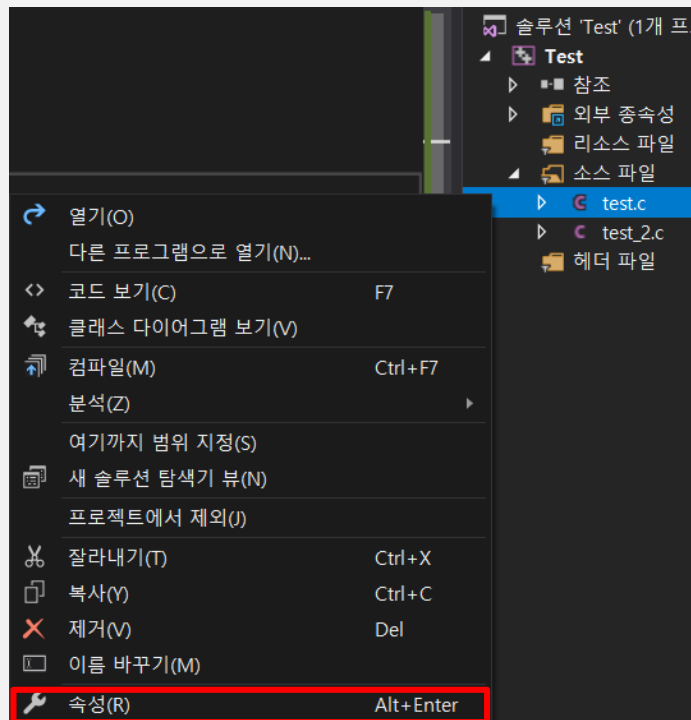 솔루션 'Test' (1개 프
Test
참조
외부 종속성
리소스 파일
소스 파일
test.c
test_2.c
헤더 파일
열기(O)
다른 프로그램으로 열기(N)...
코드 보기(C) F7
클래스 다이어그램 보기(V)
컴파일(M) Ctrl+F7
분석(Z)
여기까지 범위 지정(S)
새 솔루션 탐색기 뷰(N)
프로젝트에서 제외(J)
잘라내기(T) Ctrl+X
복사(Y) Ctrl+C
제거(V) Del
이름 바꾸기(M)
속성(R) Alt+Enter